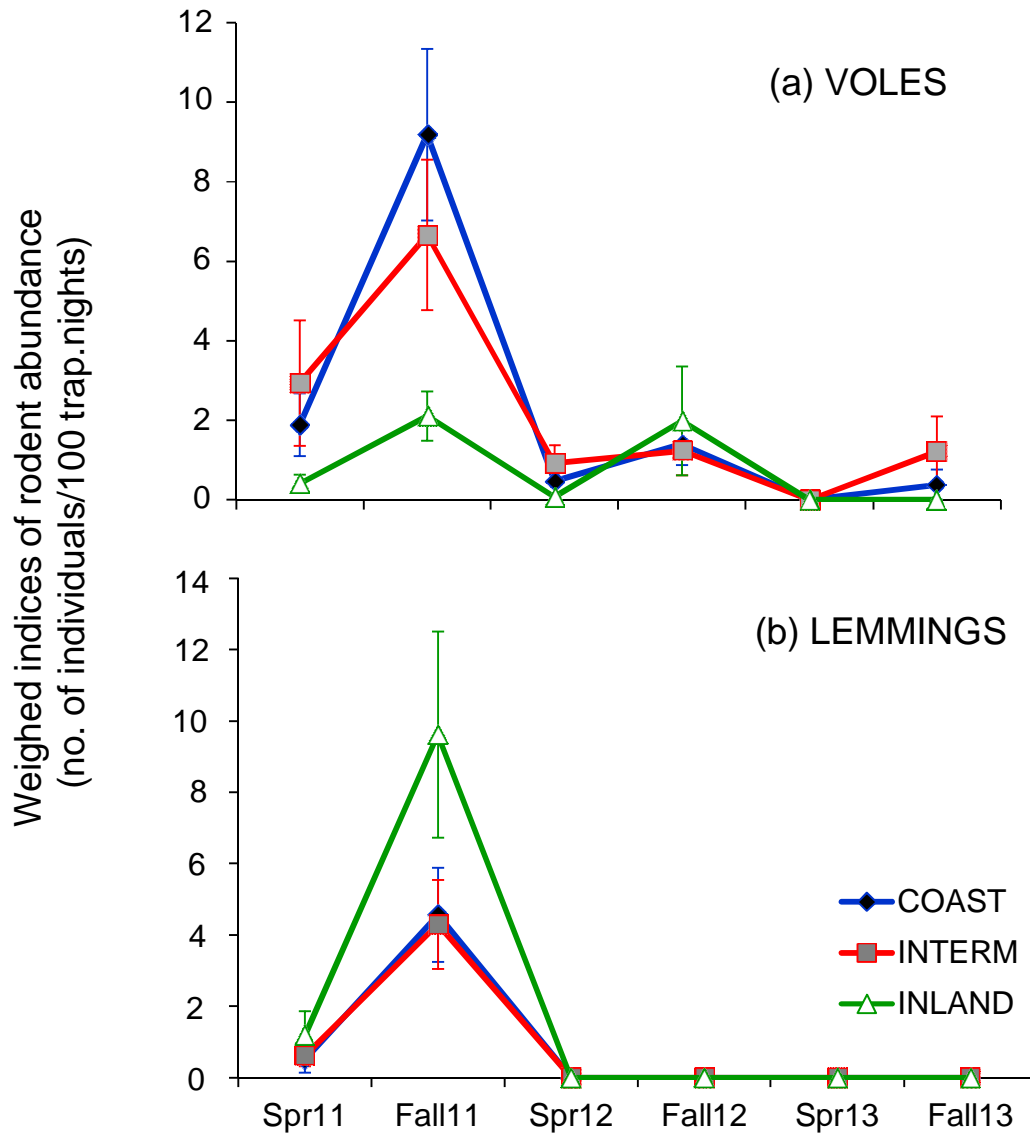 Weighed indices of rodent abundance
(no. of individuals/100 trap.nights)
(a) VOLES
12
10
8
6
4
2
0
(b) LEMMINGS
14
12
10
8
6
4
2
0
COAST
INTERM
INLAND
Spr11 Fall11 Spr12 Fall12 Spr13 Fall13